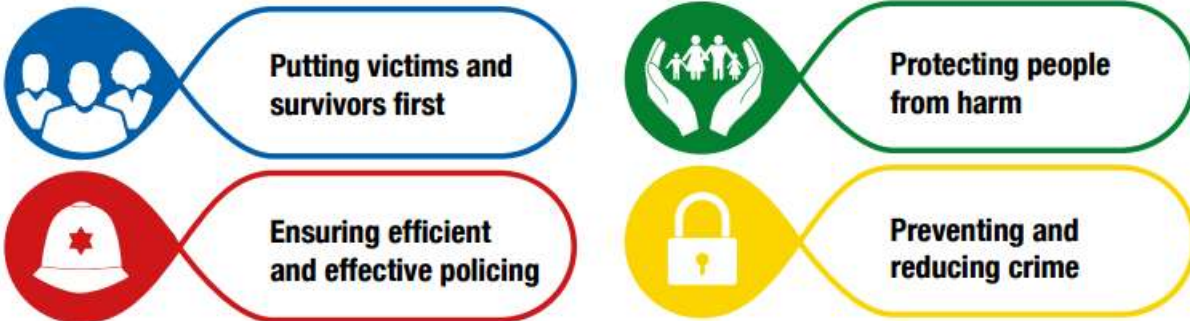 Putting victims and
survivors first
Protecting people
from harm
Ensuring efficient
and effective policing
Preventing and
reducing crime